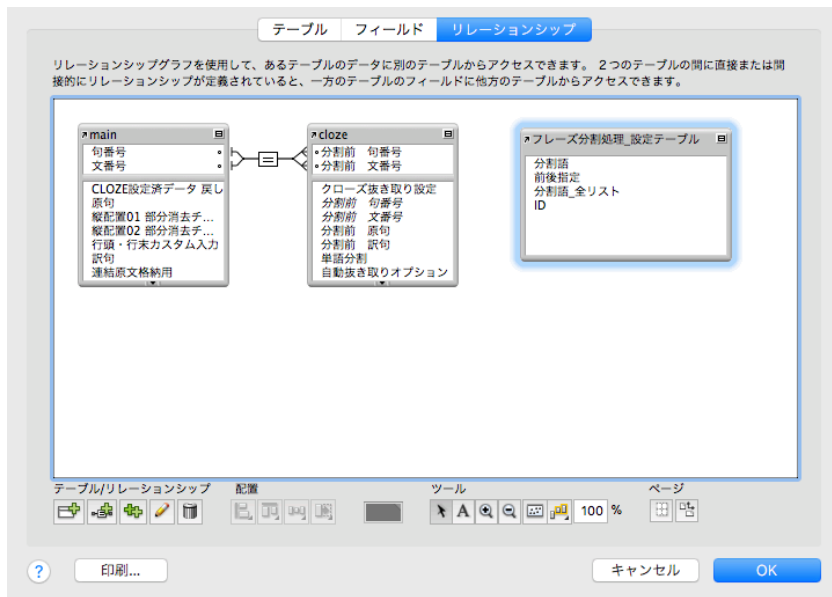 テーブル フィールド リレーションシップ
リレーションシップグラフを使用して、あるテーブルのデータに別のテーブルからアクセスできます。 2つのテーブルの間に直接または間
接的にリレーションシップが定義されていると、一方のテーブルのフィールドに他方のテーブルからアクセスできます。
main
句番号
文番号
CLOZE設定済データ 戻し
原句
縦配置01 部分消去チ...
縦配置02 部分消去チ...
行頭・行末カスタム入力
訳句
連結原文格納用
cloze
分割前 句番号
分割前 文番号
クローズ抜き取り設定
分割前 句番号
分割前 文番号
分割前 原句
分割前 訳句
単語分割
自動抜き取りオプション
フレーズ分割処理_設定テーブル
分割語
前後指定
分割語_全リスト
ID
テーブル/リレーションシップ 配置 ツール ページ
A 100 %
? 印刷... キャンセル OK